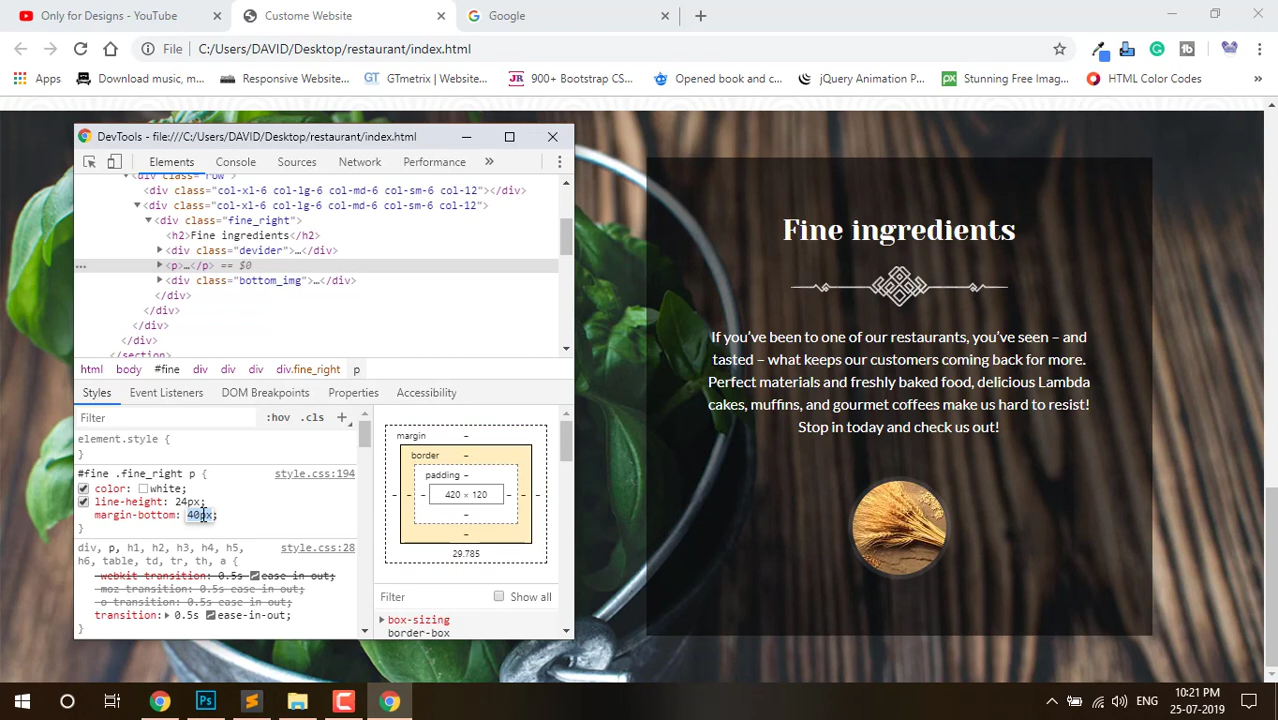 Only for Designs - YouTube
Custome Website
Google
File
C:/Users/DAVID/Desktop/restaurant/index.html
Apps
Download music, m...
Responsive Website...
GTmetrix | Website...
900+ Bootstrap CSS...
Opened book and c...
jQuery Animation P...
Stunning Free Imag...
HTML Color Codes
»
DevTools - file:///C:/Users/DAVID/Desktop/restaurant/index.html
Elements
Console
Sources
Network
Performance
»
<div class="row">
<div class="col-xl-6 col-lg-6 col-md-6 col-sm-6 col-12"></div>
<div class="col-xl-6 col-lg-6 col-md-6 col-sm-6 col-12">
<div class="fine_right">
<h2>Fine ingredients</h2>
<div class="devider">…</div>
<p>…</p> == $0
<div class="bottom_img">…</div>
</div>
</div>
</div>
</div>
</section>
html body #fine div div div div.fine_right p
Styles
Event Listeners
DOM Breakpoints
Properties
Accessibility
Filter
:hov .cls +
element.style {
}
#fine .fine_right p { style.css:194
color: white;
line-height: 24px;
margin-bottom: 40px;
}
div, p, h1, h2, h3, h4, h5, style.css:28
h6, table, td, tr, th, a {
-webkit-transition: 0.5s ease-in-out;
-moz-transition: 0.5s ease-in-out;
-o-transition: 0.5s ease-in-out;
transition: 0.5s ease-in-out;
}
margin -
border -
padding -
420 × 120
29.785
Filter
Show all
box-sizing
border-box
Fine ingredients
If you've been to one of our restaurants, you've seen – and
tasted – what keeps our customers coming back for more.
Perfect materials and freshly baked food, delicious Lambda
cakes, muffins, and gourmet coffees make us hard to resist!
Stop in today and check us out!
ENG
10:21 PM
25-07-2019